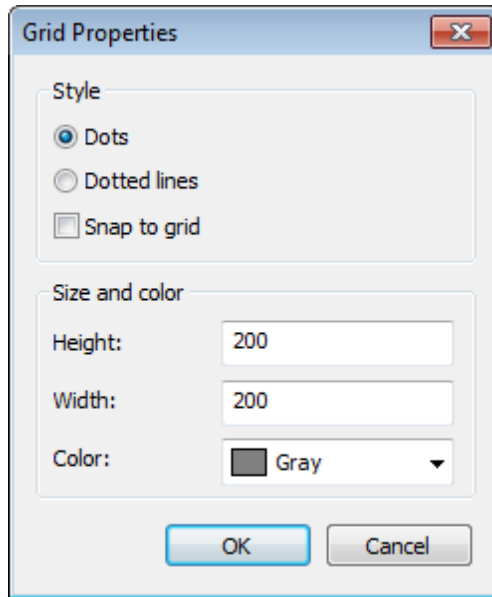 Grid Properties
Style
Dots
Dotted lines
Snap to grid
Size and color
Height: 200
Width: 200
Color: Gray
OK Cancel